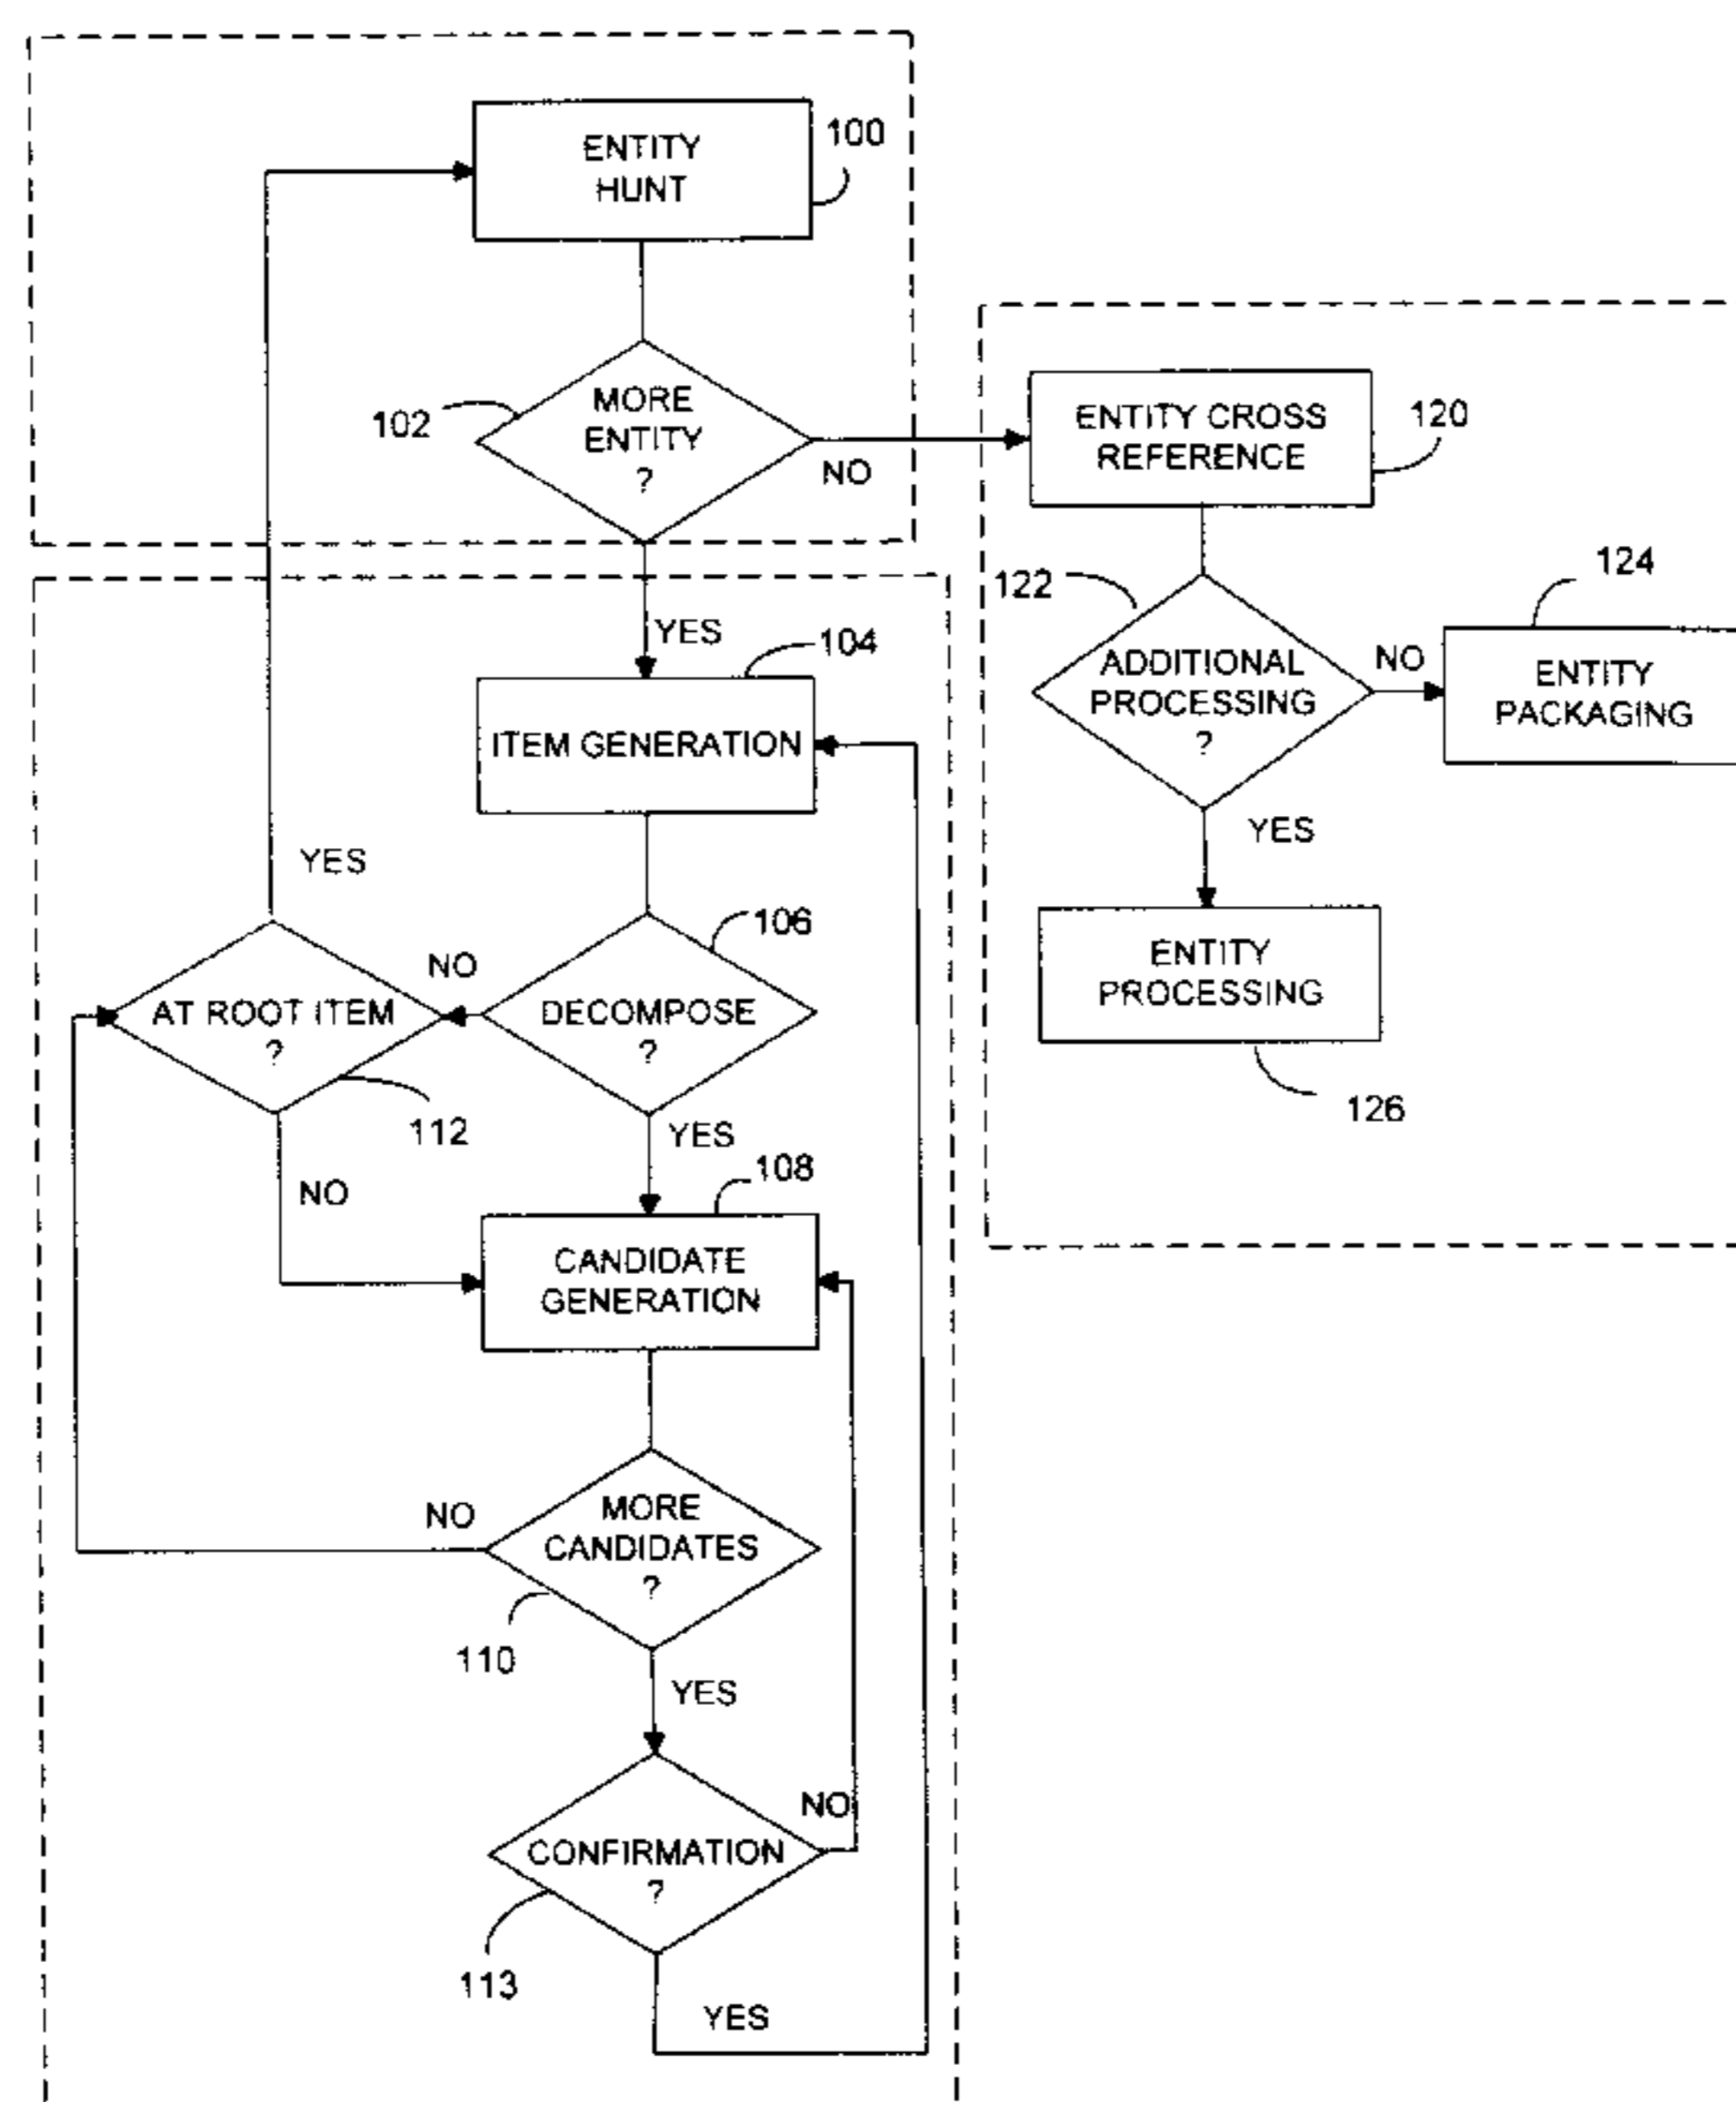 ENTITY
HUNT
100
MORE
ENTITY
?
102
NO
YES
ENTITY CROSS
REFERENCE
120
122
ADDITIONAL
PROCESSING
?
NO
124
ENTITY
PACKAGING
YES
ENTITY
PROCESSING
126
104
ITEM GENERATION
YES
106
NO
AT ROOT ITEM
?
DECOMPOSE
?
112
YES
108
NO
CANDIDATE
GENERATION
NO
MORE
CANDIDATES
?
110
YES
NO
CONFIRMATION
?
113
YES